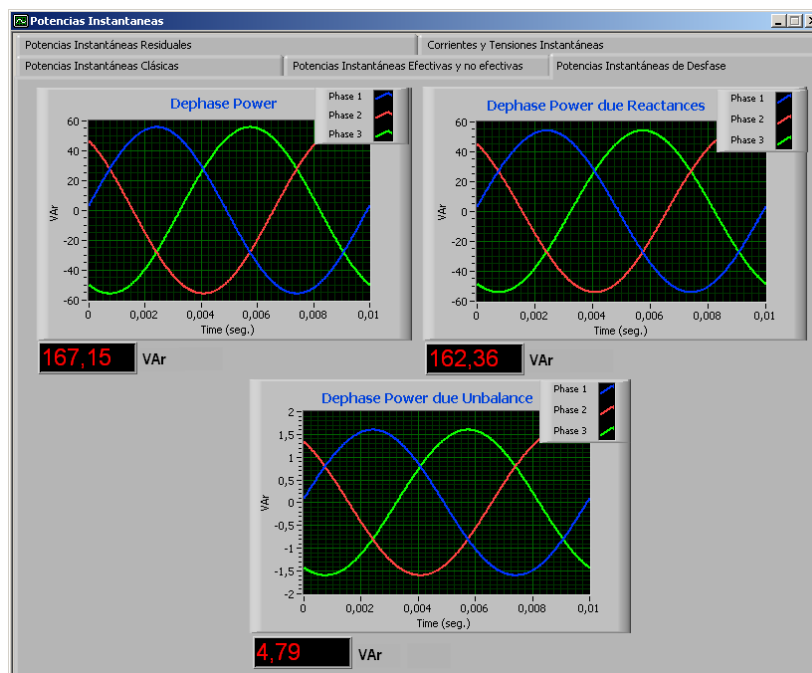 Potencias Instantaneas
Potencias Instantáneas Residuales
Corrientes y Tensiones Instantáneas
Potencias Instantáneas Clásicas
Potencias Instantáneas Efectivas y no efectivas
Potencias Instantáneas de Desfase
Dephase Power
Phase 1
Phase 2
Phase 3
60
40
20
0
-20
-40
-60
VAr
0
0,002
0,004
0,006
0,008
0,01
Time (seg.)
167,15 VAr
Dephase Power due Reactances
Phase 1
Phase 2
Phase 3
60
40
20
0
-20
-40
-60
VAr
0
0,002
0,004
0,006
0,008
0,01
Time (seg.)
162,36 VAr
Dephase Power due Unbalance
Phase 1
Phase 2
Phase 3
2
1,5
1
0,5
0
-0,5
-1
-1,5
-2
VAr
0
0,002
0,004
0,006
0,008
0,01
Time (seg.)
4,79 VAr